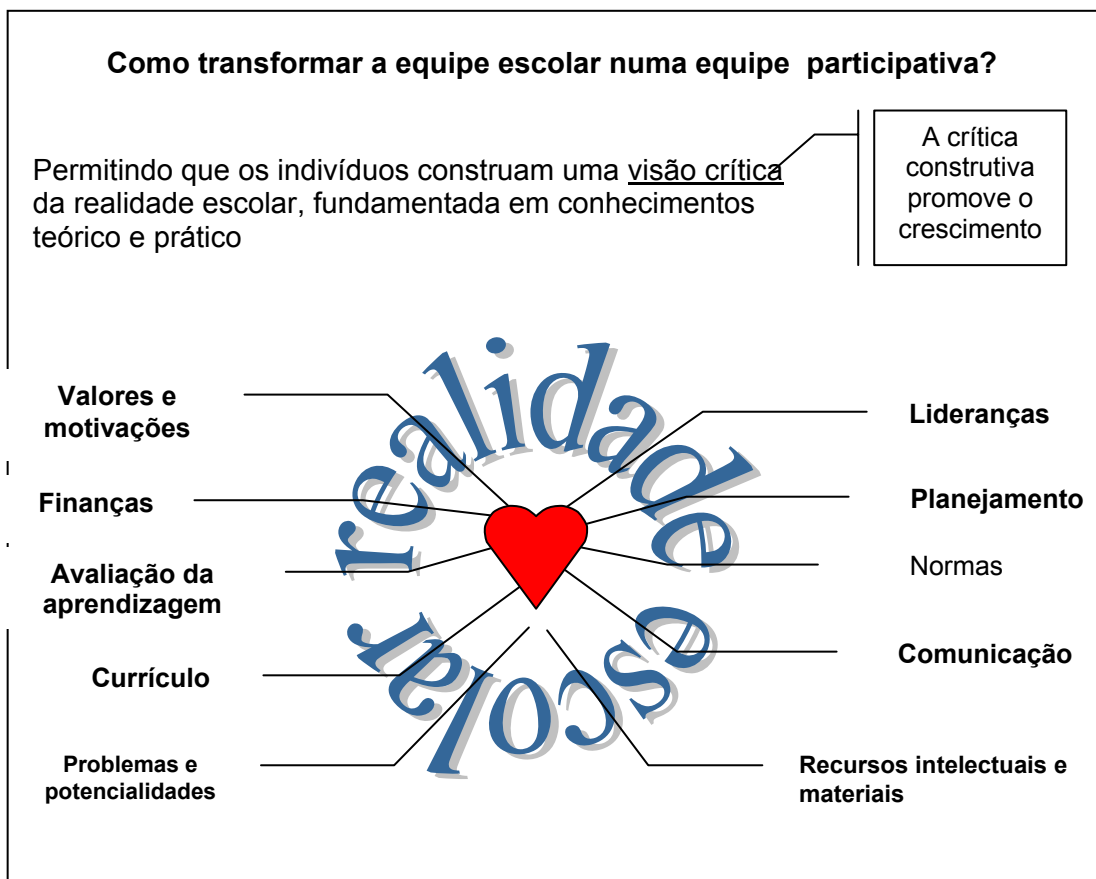 Como transformar a equipe escolar numa equipe participativa?
Permitindo que os indivíduos construam uma visão crítica
da realidade escolar, fundamentada em conhecimentos
teórico e prático
A crítica
construtiva
promove o
crescimento
realidade
escolar
Valores e
motivações
Finanças
Avaliação da
aprendizagem
Currículo
Problemas e
potencialidades
Lideranças
Planejamento
Normas
Comunicação
Recursos intelectuais e
materiais